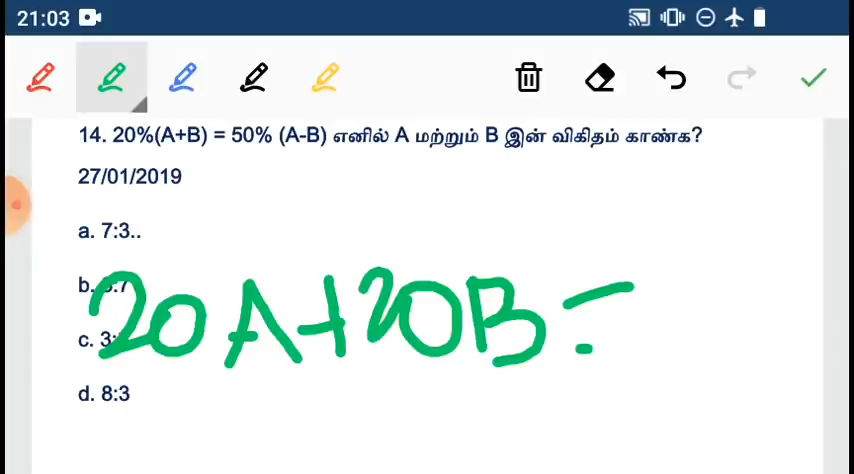 21:03
14. 20%(A+B) = 50% (A-B) எனில் A மற்றும் B இன் விகிதம் காண்க?
27/01/2019
a. 7:3..
b. :7
20A+20B=
c. 3:
d. 8:3